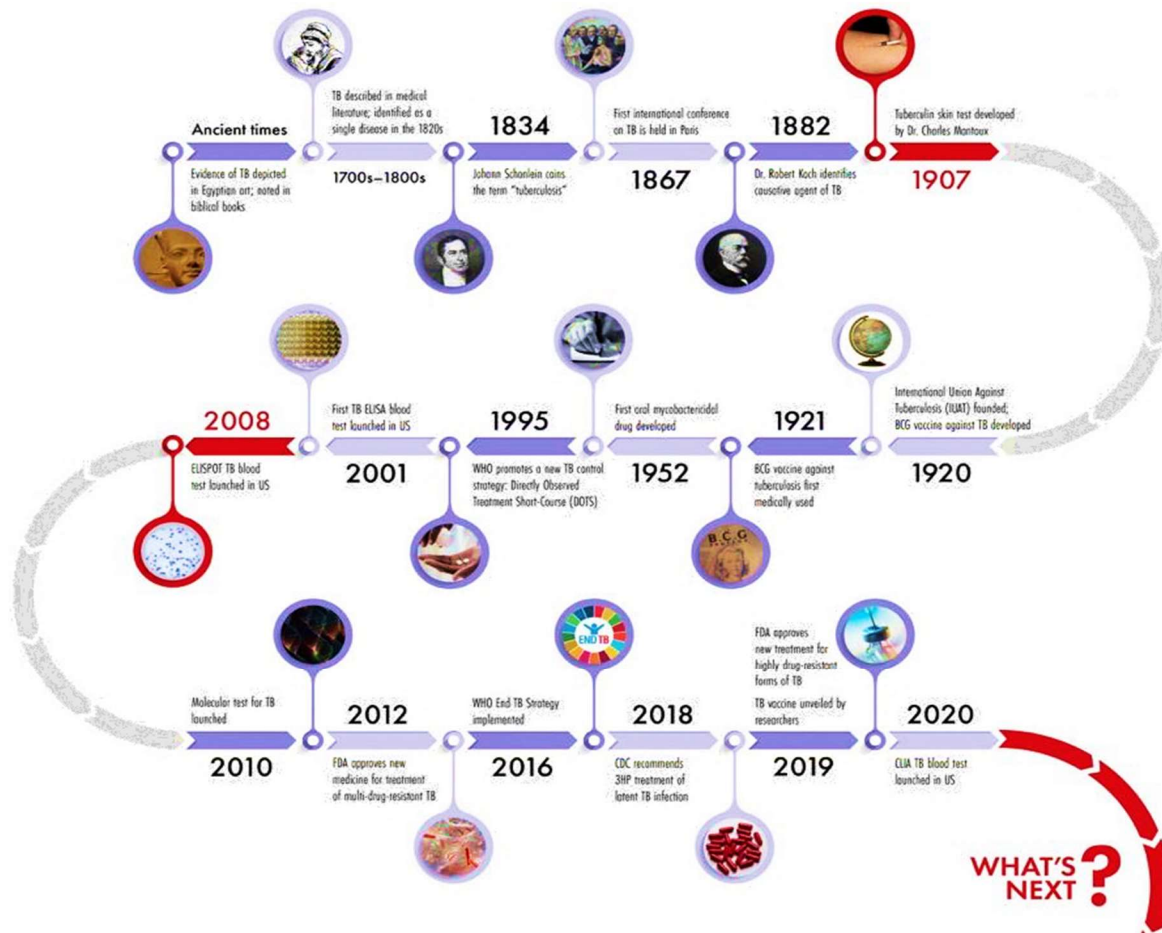 Ancient times
Evidence of TB depicted
in Egyptian art; noted in
biblical books
TB described in medical
literature; identified as a
single disease in the 1820s
1700s–1800s
1834
Johann Schonlein coins
the term "tuberculosis"
First international conference
on TB is held in Paris
1867
1882
Dr. Robert Koch identifies
causative agent of TB
Tuberculin skin test developed
by Dr. Charles Mantoux
1907
International Union Against
Tuberculosis (IUAT) founded;
BCG vaccine against TB developed
1920
1921
BCG vaccine against
tuberculosis first
medically used
BCG
First oral mycobactericidal
drug developed
1952
1995
WHO promotes a new TB control
strategy: Directly Observed
Treatment Short-Course (DOTS)
First TB ELISA blood
test launched in US
2001
2008
ELISPOT TB blood
test launched in US
Molecular test for TB
launched
2010
2012
FDA approves new
medicine for treatment
of multi-drug-resistant TB
WHO End TB Strategy
implemented
2016
END TB
2018
CDC recommends
3HP treatment of
latent TB infection
FDA approves
new treatment for
highly drug-resistant
forms of TB
TB vaccine unveiled by
researchers
2019
2020
CLIA TB blood test
launched in US
WHAT'S
NEXT ?